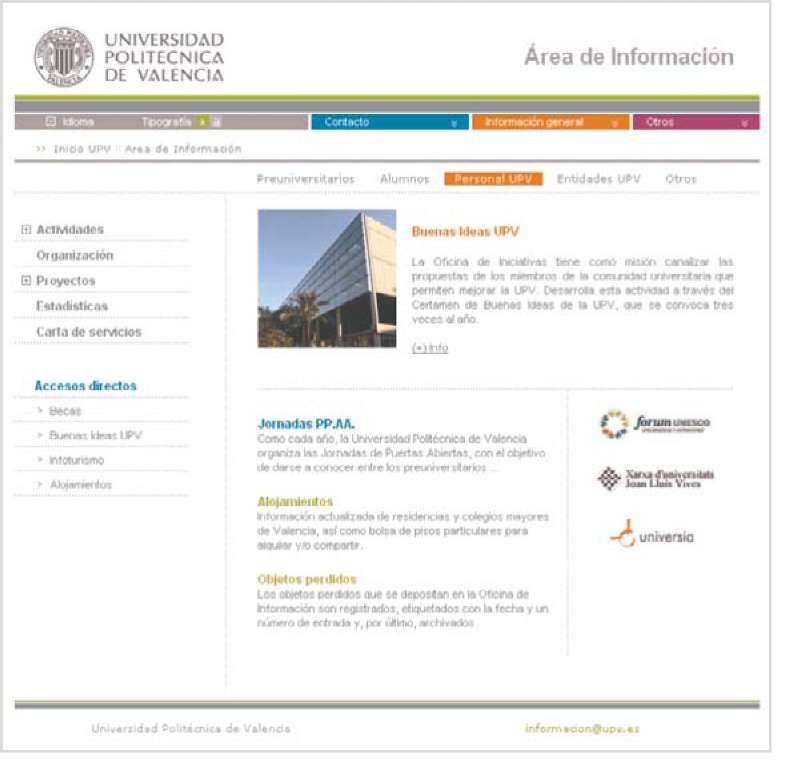 UNIVERSIDAD
POLITECNICA
DE VALENCIA
Área de Información
Idioma Tipografía Contacto Información general Otros
Inicio UPV :: Area de Información
Preuniversitarios Alumnos Personal UPV Entidades UPV Otros
Actividades
Organización
Proyectos
Estadísticas
Carta de servicios
Accesos directos
> Becas
> Buenas Ideas UPV
> Infoturismo
> Alojamientos
Buenas Ideas UPV
La Oficina de Iniciativas tiene como misión canalizar las
propuestas de los miembros de la comunidad universitaria que
permiten mejorar la UPV. Desarrolla esta actividad a través del
Certamen de Buenas Ideas de la UPV, que se convoca tres
veces al año.
(+) Info
Jornadas PP.AA.
Como cada año, la Universidad Politécnica de Valencia
organiza las Jornadas de Puertas Abiertas, con el objetivo
de darse a conocer entre los preuniversitarios ...
Alojamientos
Información actualizada de residencias y colegios mayores
de Valencia, así como bolsa de pisos particulares para
alquilar y/o compartir.
Objetos perdidos
Los objetos perdidos que se depositan en la Oficina de
Información son registrados, etiquetados con la fecha y un
número de entrada y, por último, archivados.
forum UNESCO
Xarxa d'universitats
Joan Lluís Vives
universia
Universidad Politécnica de Valencia
informacion@upv.es